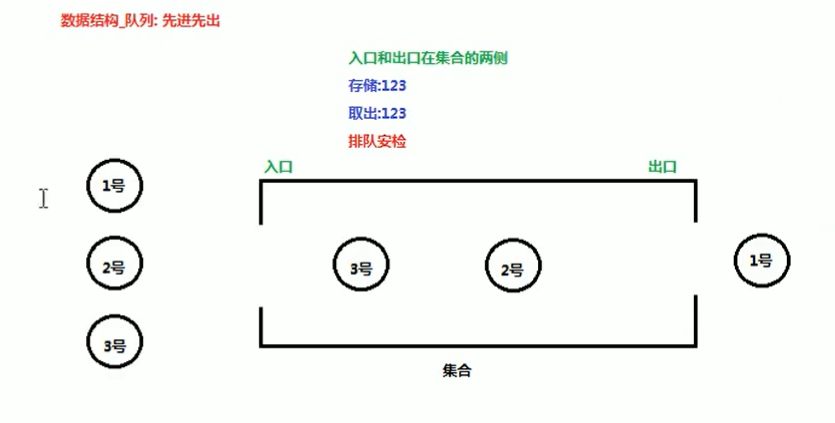 数据结构_队列: 先进先出
入口和出口在集合的两侧
存储:123
取出:123
排队安检
入口
出口
1号
2号
3号
3号
2号
1号
集合